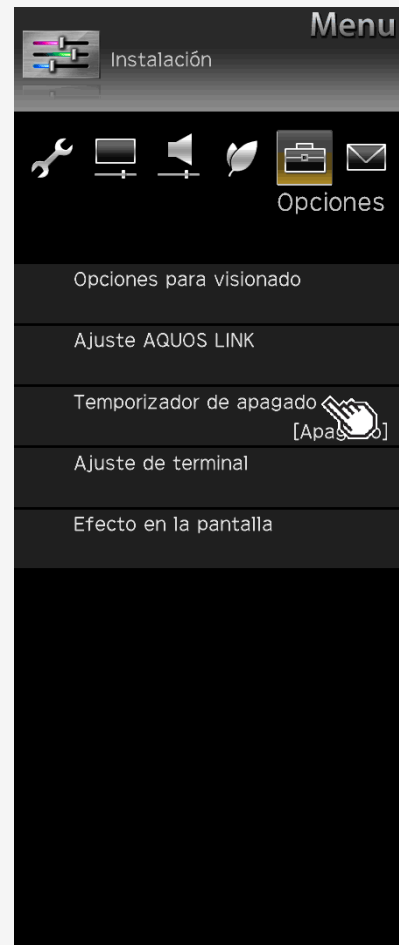 Menu
Instalación
Opciones
Opciones para visionado
Ajuste AQUOS LINK
Temporizador de apagado
Ajuste de terminal
Efecto en la pantalla